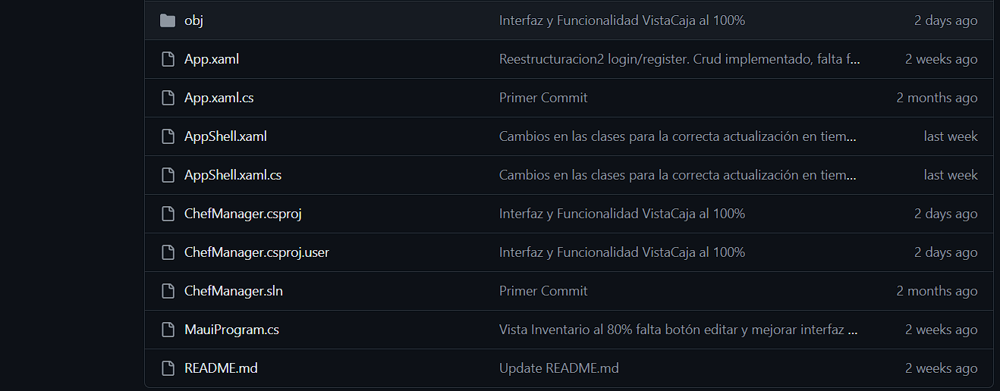 obj Interfaz y Funcionalidad VistaCaja al 100% 2 days ago
App.xaml Reestructuracion2 login/register. Crud implementado, falta f... 2 weeks ago
App.xaml.cs Primer Commit 2 months ago
AppShell.xaml Cambios en las clases para la correcta actualización en tiem... last week
AppShell.xaml.cs Cambios en las clases para la correcta actualización en tiem... last week
ChefManager.csproj Interfaz y Funcionalidad VistaCaja al 100% 2 days ago
ChefManager.csproj.user Interfaz y Funcionalidad VistaCaja al 100% 2 days ago
ChefManager.sln Primer Commit 2 months ago
MauiProgram.cs Vista Inventario al 80% falta botón editar y mejorar interfaz ... 2 weeks ago
README.md Update README.md 2 weeks ago